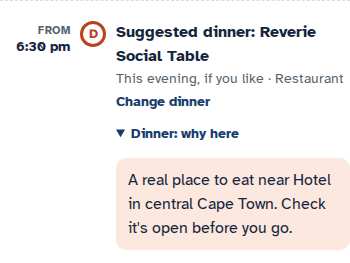 FROM
6:30 pm
D
Suggested dinner: Reverie
Social Table
This evening, if you like · Restaurant
Change dinner
▼ Dinner: why here
A real place to eat near Hotel
in central Cape Town. Check
it's open before you go.